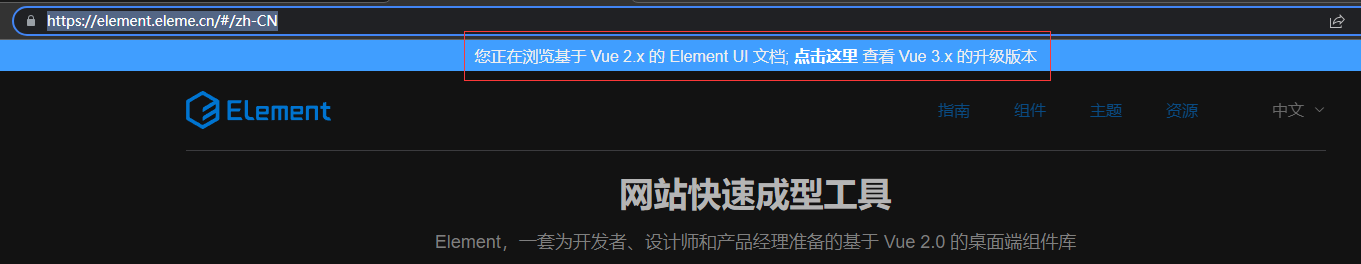 https://element.eleme.cn/#/zh-CN
您正在浏览基于 Vue 2.x 的 Element UI 文档; 点击这里 查看 Vue 3.x 的升级版本
Element 指南 组件 主题 资源 中文
网站快速成型工具
Element，一套为开发者、设计师和产品经理准备的基于 Vue 2.0 的桌面端组件库